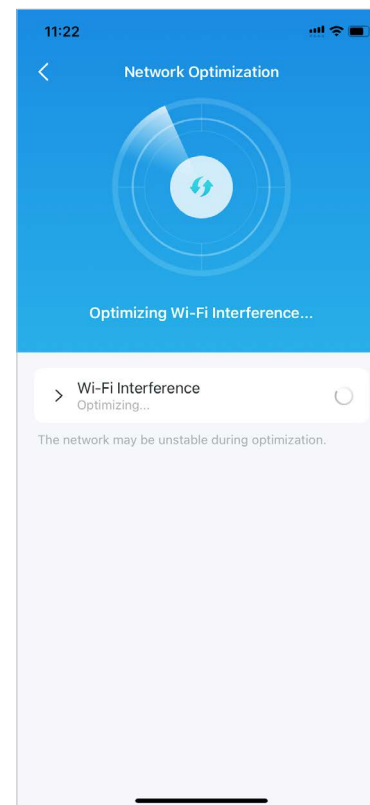 11:22
Network Optimization
Optimizing Wi-Fi Interference...
Wi-Fi Interference
Optimizing...
The network may be unstable during optimization.